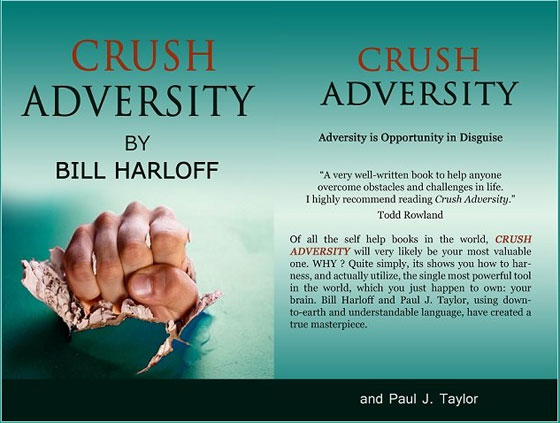 CRUSH
ADVERSITY
BY
BILL HARLOFF
CRUSH
ADVERSITY
Adversity is Opportunity in Disguise
“A very well-written book to help anyone
overcome obstacles and challenges in life.
I highly recommend reading Crush Adversity.”
Todd Rowland
Of all the self help books in the world, CRUSH
ADVERSITY will very likely be your most valuable
one. WHY ? Quite simply, its shows you how to har-
ness, and actually utilize, the single most powerful tool
in the world, which you just happen to own: your
brain. Bill Harloff and Paul J. Taylor, using down-
to-earth and understandable language, have created a
true masterpiece.
and Paul J. Taylor